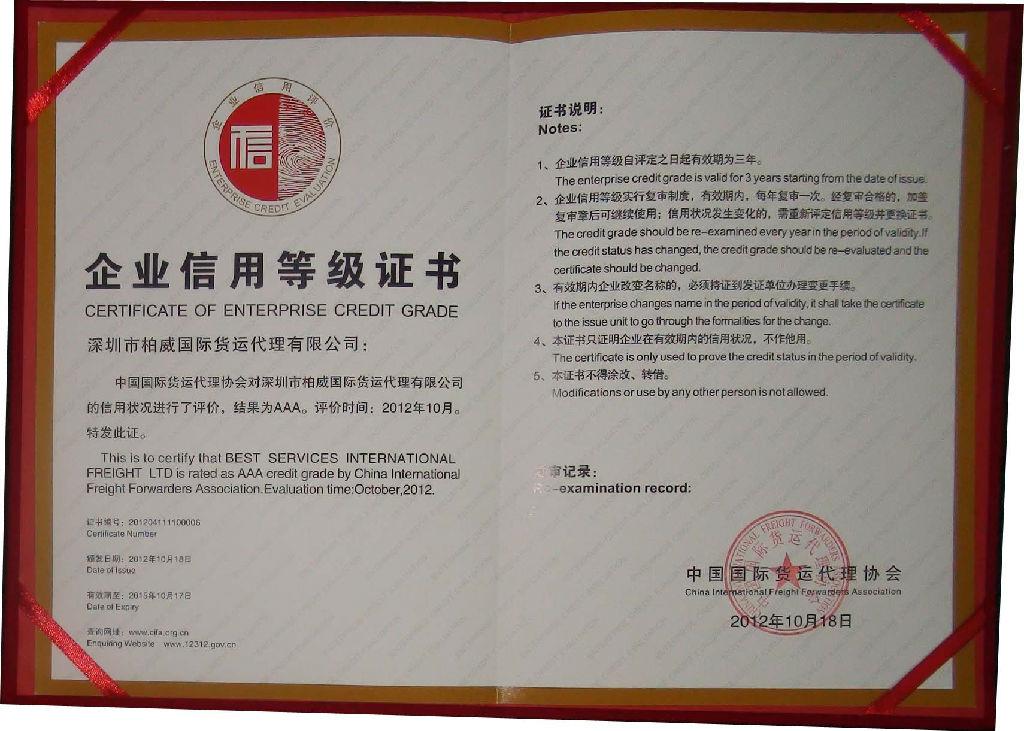 企业信用评价
ENTERPRISE CREDIT EVALUATION
信
企业信用等级证书
CERTIFICATE OF ENTERPRISE CREDIT GRADE
深圳市柏威国际货运代理有限公司：
中国国际货运代理协会对深圳市柏威国际货运代理有限公司
的信用状况进行了评价，结果为AAA。评价时间：2012年10月。
特发此证。
This is to certify that BEST SERVICES INTERNATIONAL
FREIGHT LTD is rated as AAA credit grade by China International
Freight Forwarders Association.Evaluation time:October,2012.
证书编号：201204111100006
Certificate Number
颁发日期：2012年10月18日
Date of Issue
有效期至：2015年10月17日
Date of Expiry
查询网址：www.cifa.org.cn
Enquiring Website www.12312.gov.cn
证书说明：
Notes:
1、企业信用等级自评定之日起有效期为三年。
The enterprise credit grade is valid for 3 years starting from the date of issue.
2、企业信用等级实行复审制度，有效期内，每年复审一次。经复审合格的，加盖
复审章后可继续使用；信用状况发生变化的，需重新评定信用等级并更换证书。
The credit grade should be re-examined every year in the period of validity.If
the credit status has changed, the credit grade should be re-evaluated and the
certificate should be changed.
3、有效期内企业改变名称的，必须持证到发证单位办理变更手续。
If the enterprise changes name in the period of validity, it shall take the certificate
to the issue unit to go through the formalities for the change.
4、本证书只证明企业在有效期内的信用状况，不作他用。
The certificate is only used to prove the credit status in the period of validity.
5、本证书不得涂改、转借。
Modifications or use by any other person is not allowed.
复审记录：
Re-examination record:
中国国际货运代理协会
China International Freight Forwarders Association
2012年10月18日